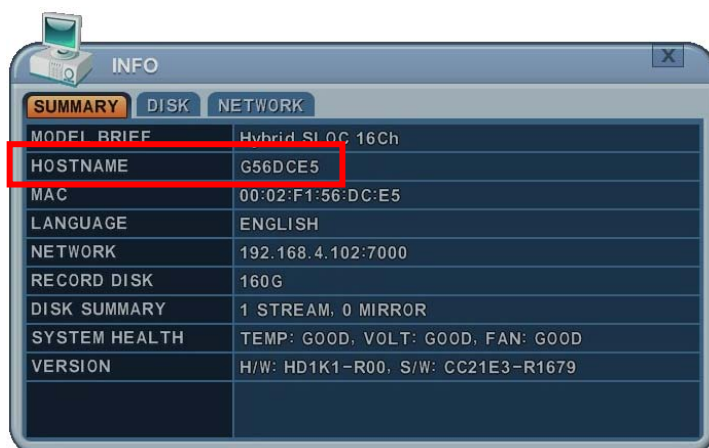 INFO
X
SUMMARY DISK NETWORK
MODEL BRIEF Hybrid SLOC 16Ch
HOSTNAME G56DCE5
MAC 00:02:F1:56:DC:E5
LANGUAGE ENGLISH
NETWORK 192.168.4.102:7000
RECORD DISK 160G
DISK SUMMARY 1 STREAM, 0 MIRROR
SYSTEM HEALTH TEMP: GOOD, VOLT: GOOD, FAN: GOOD
VERSION H/W: HD1K1-R00, S/W: CC21E3-R1679